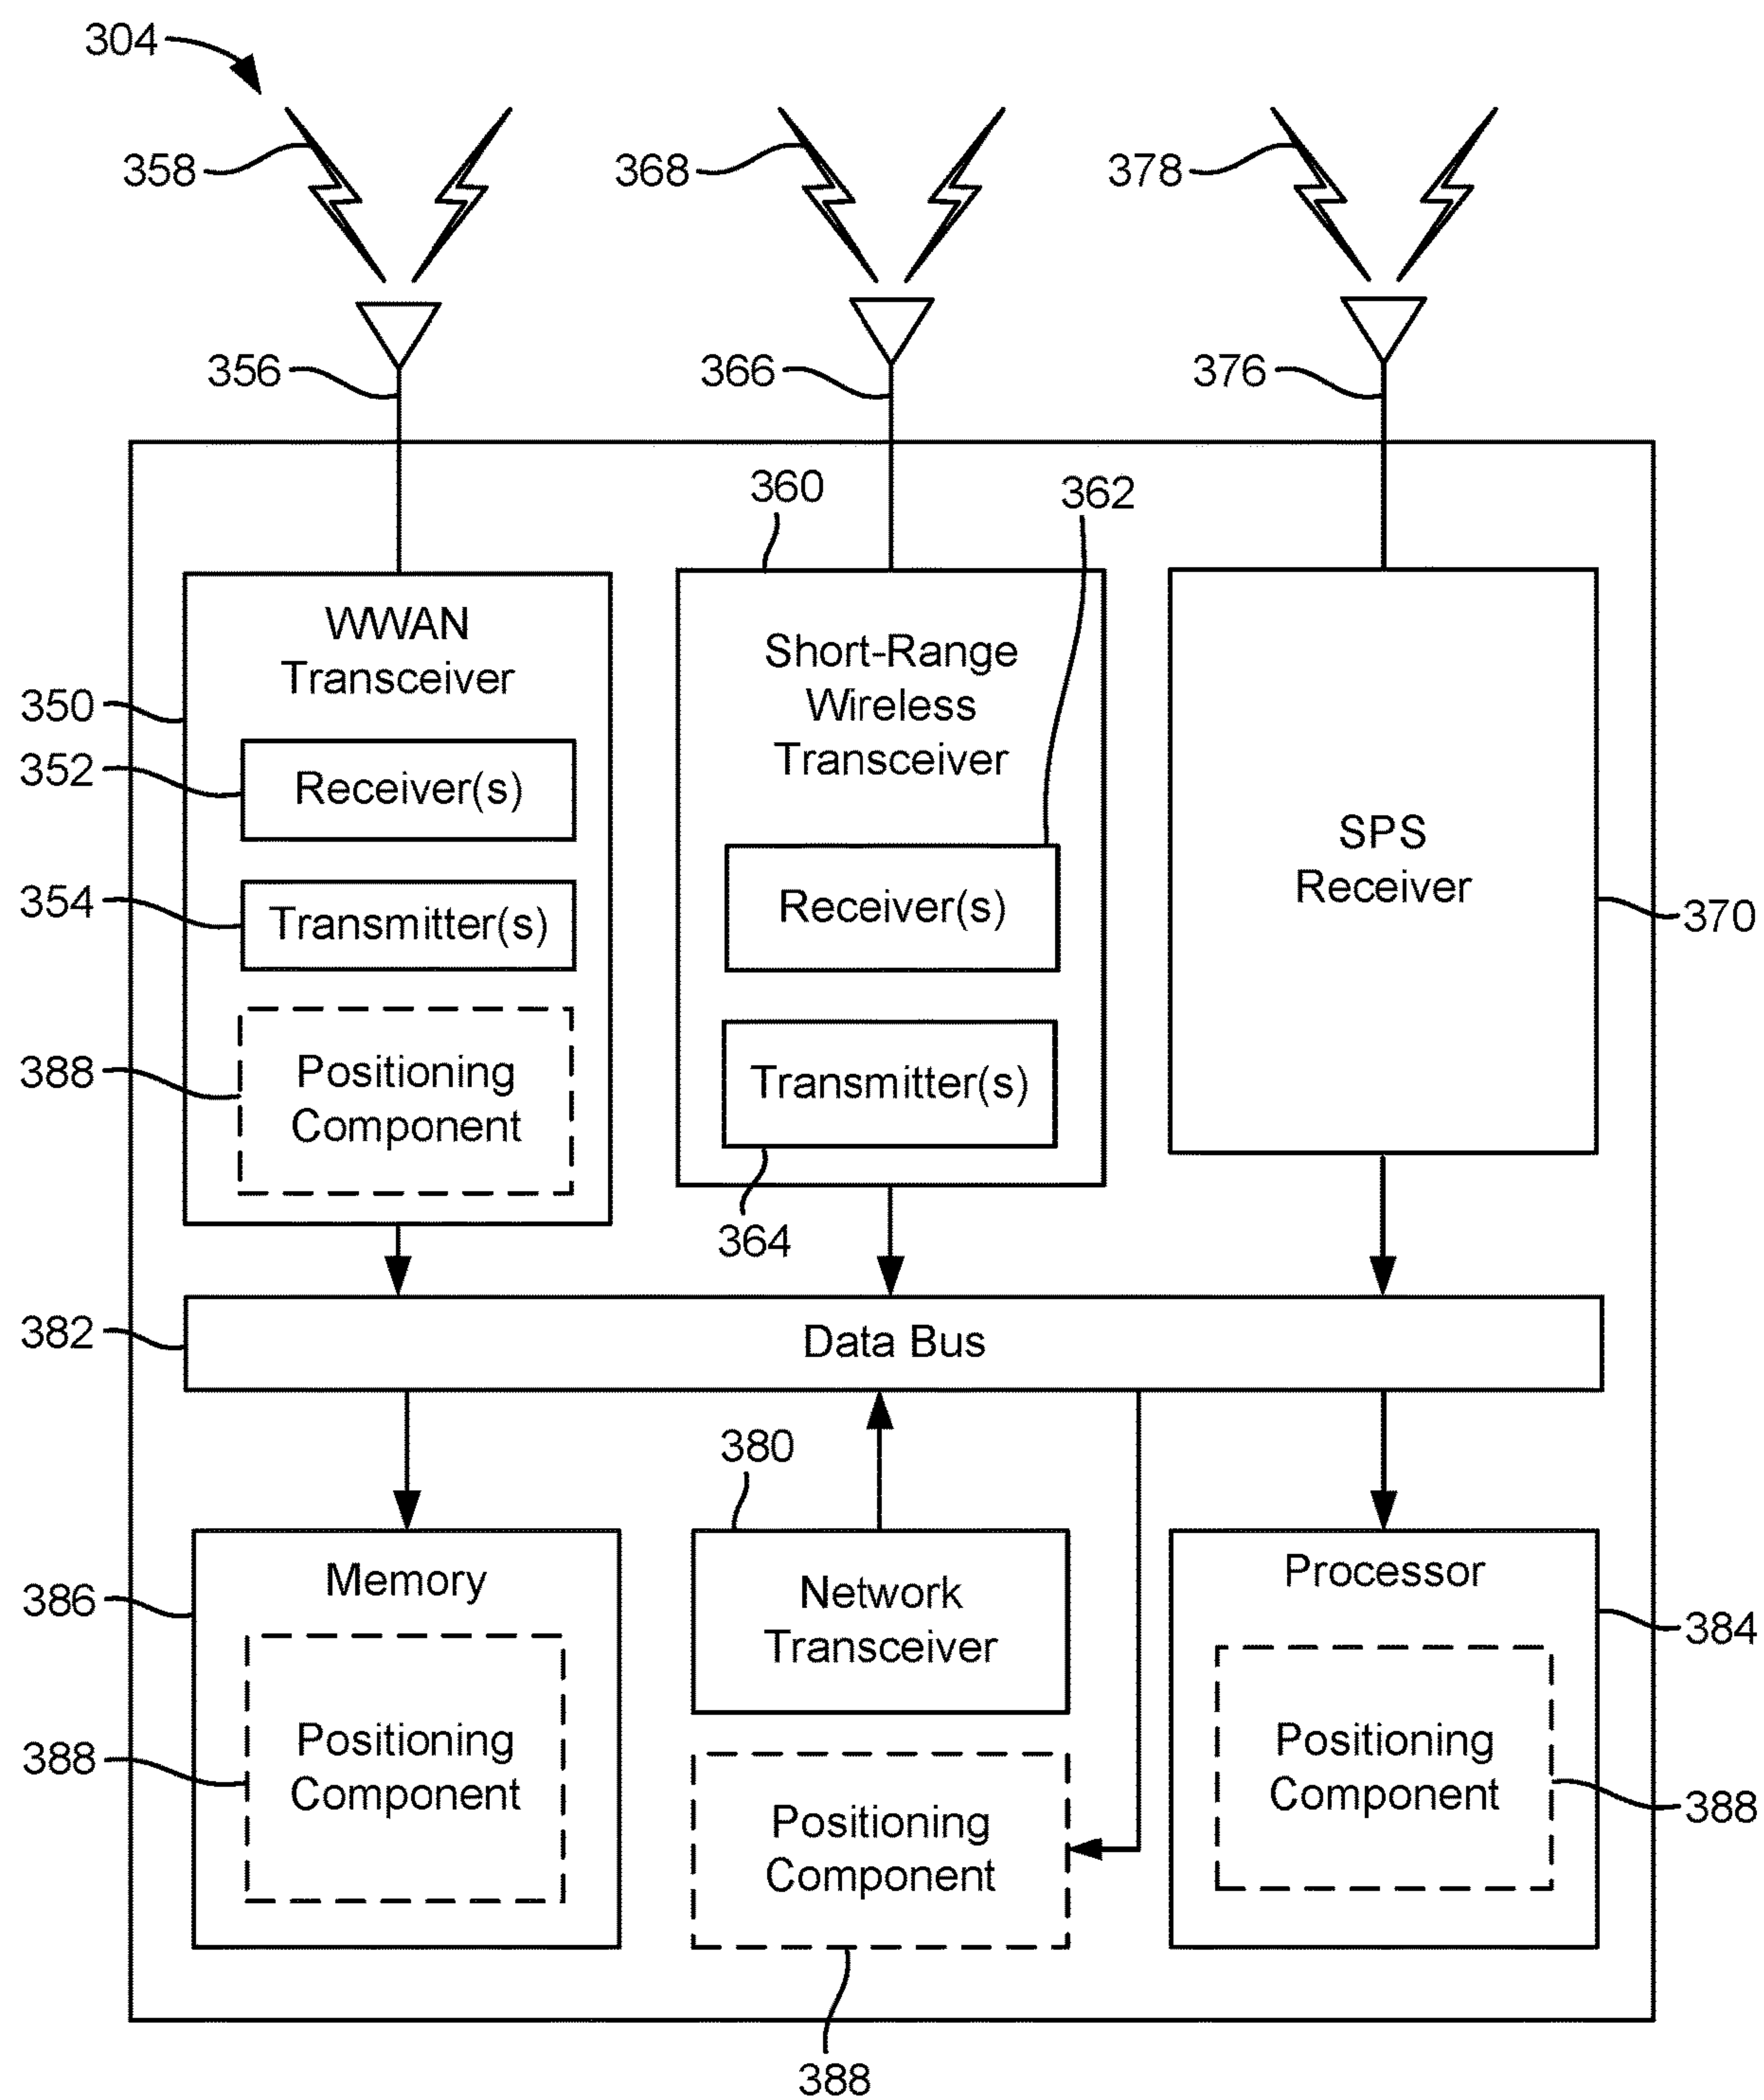 304
358
368
378
356
366
376
360
362
WWAN
Transceiver
350
352
Receiver(s)
354
Transmitter(s)
388
Positioning
Component
Short-Range
Wireless
Transceiver
Receiver(s)
Transmitter(s)
364
SPS
Receiver
370
382
Data Bus
380
386
Memory
388
Positioning
Component
Network
Transceiver
Positioning
Component
388
Processor
384
Positioning
Component
388